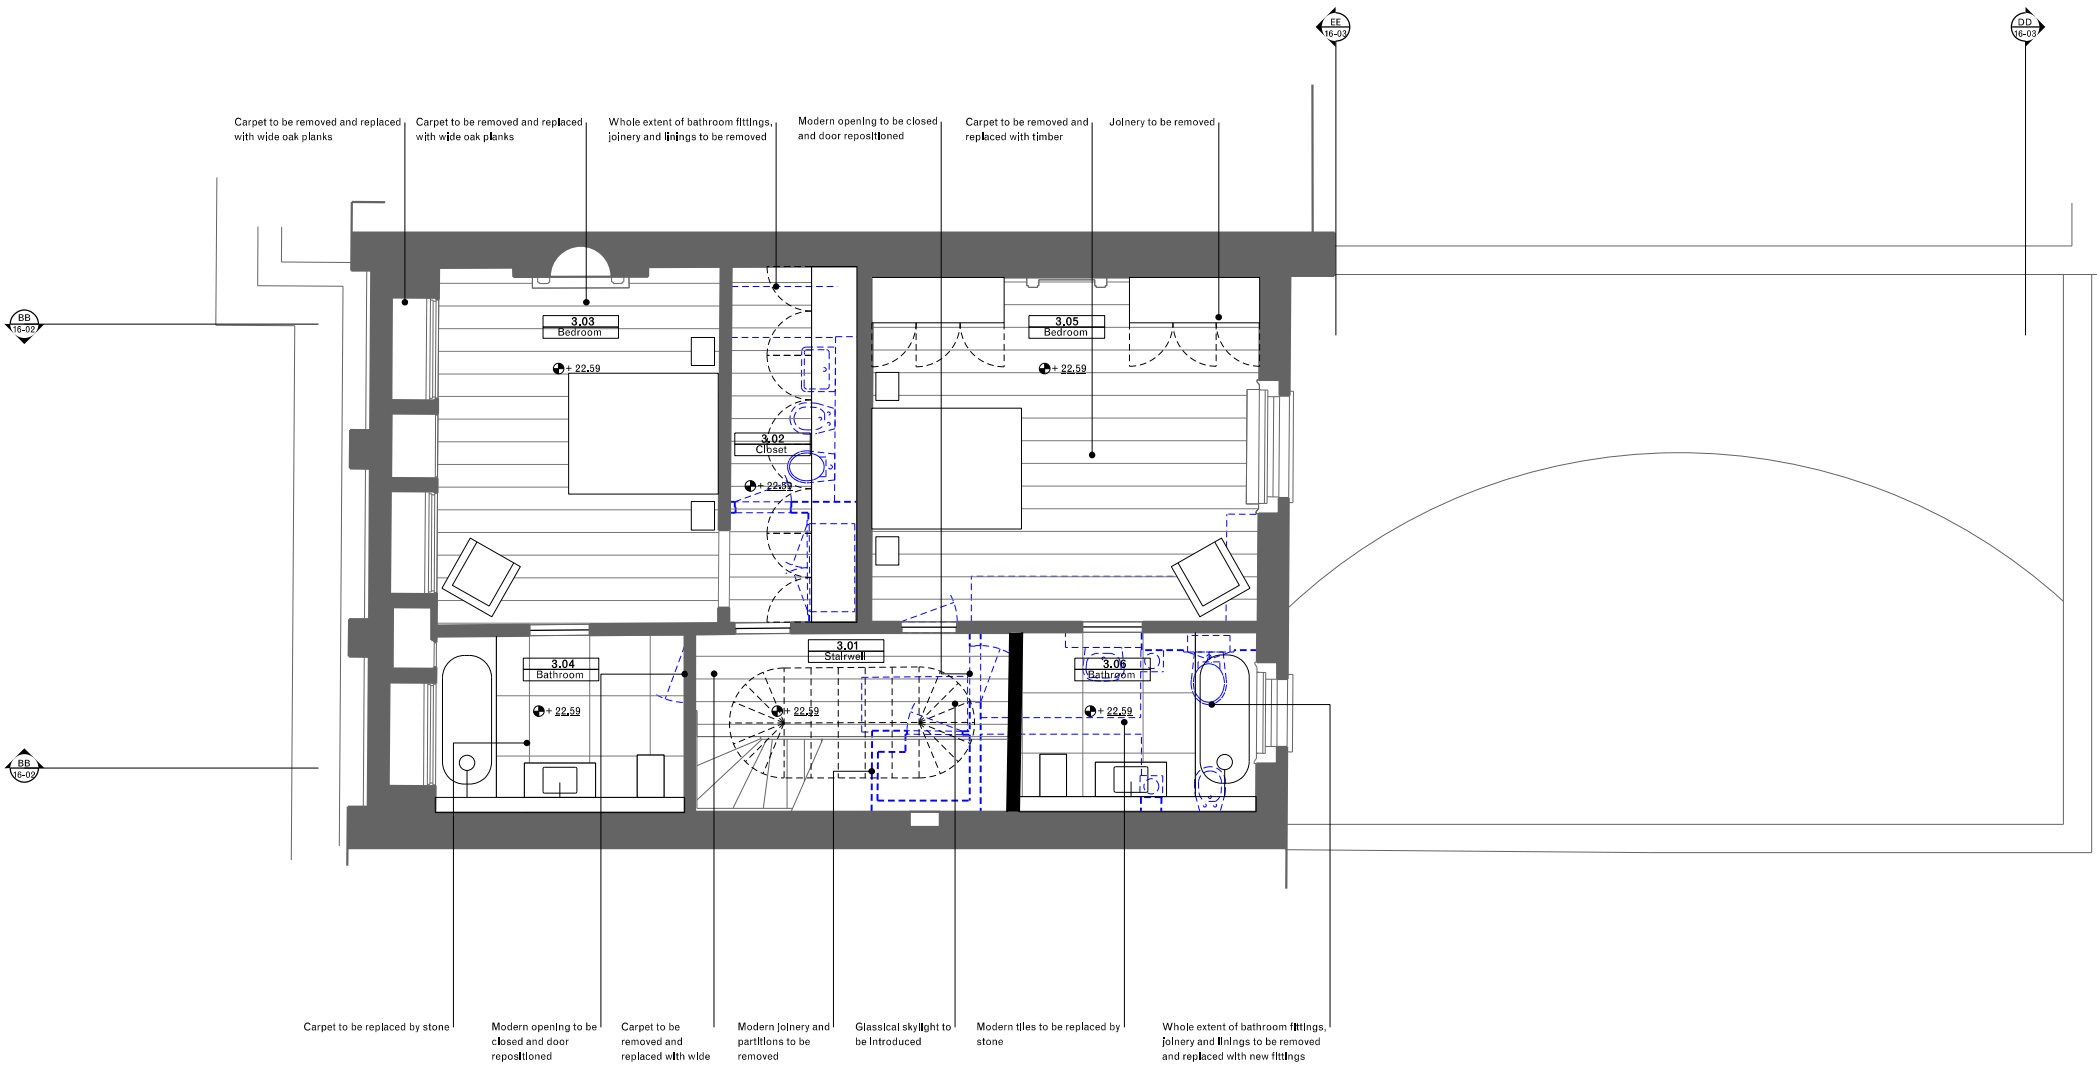 EE
16-03
DD
16-03
Carpet to be removed and replaced
with wide oak planks
Carpet to be removed and replaced
with wide oak planks
Whole extent of bathroom fittings,
joinery and linings to be removed
Modern opening to be closed
and door repositioned
Carpet to be removed and
replaced with timber
Joinery to be removed
BB
16-02
3.03
Bedroom
+ 22.59
3.02
Closet
+ 22.59
3.05
Bedroom
+ 22.59
3.04
Bathroom
+ 22.59
3.01
Stairwell
+ 22.59
3.06
Bathroom
+ 22.59
BB
16-02
Carpet to be replaced by stone
Modern opening to be
closed and door
repositioned
Carpet to be
removed and
replaced with wide
Modern joinery and
partitions to be
removed
Glassical skylight to
be introduced
Modern tiles to be replaced by
stone
Whole extent of bathroom fittings,
joinery and linings to be removed
and replaced with new fittings